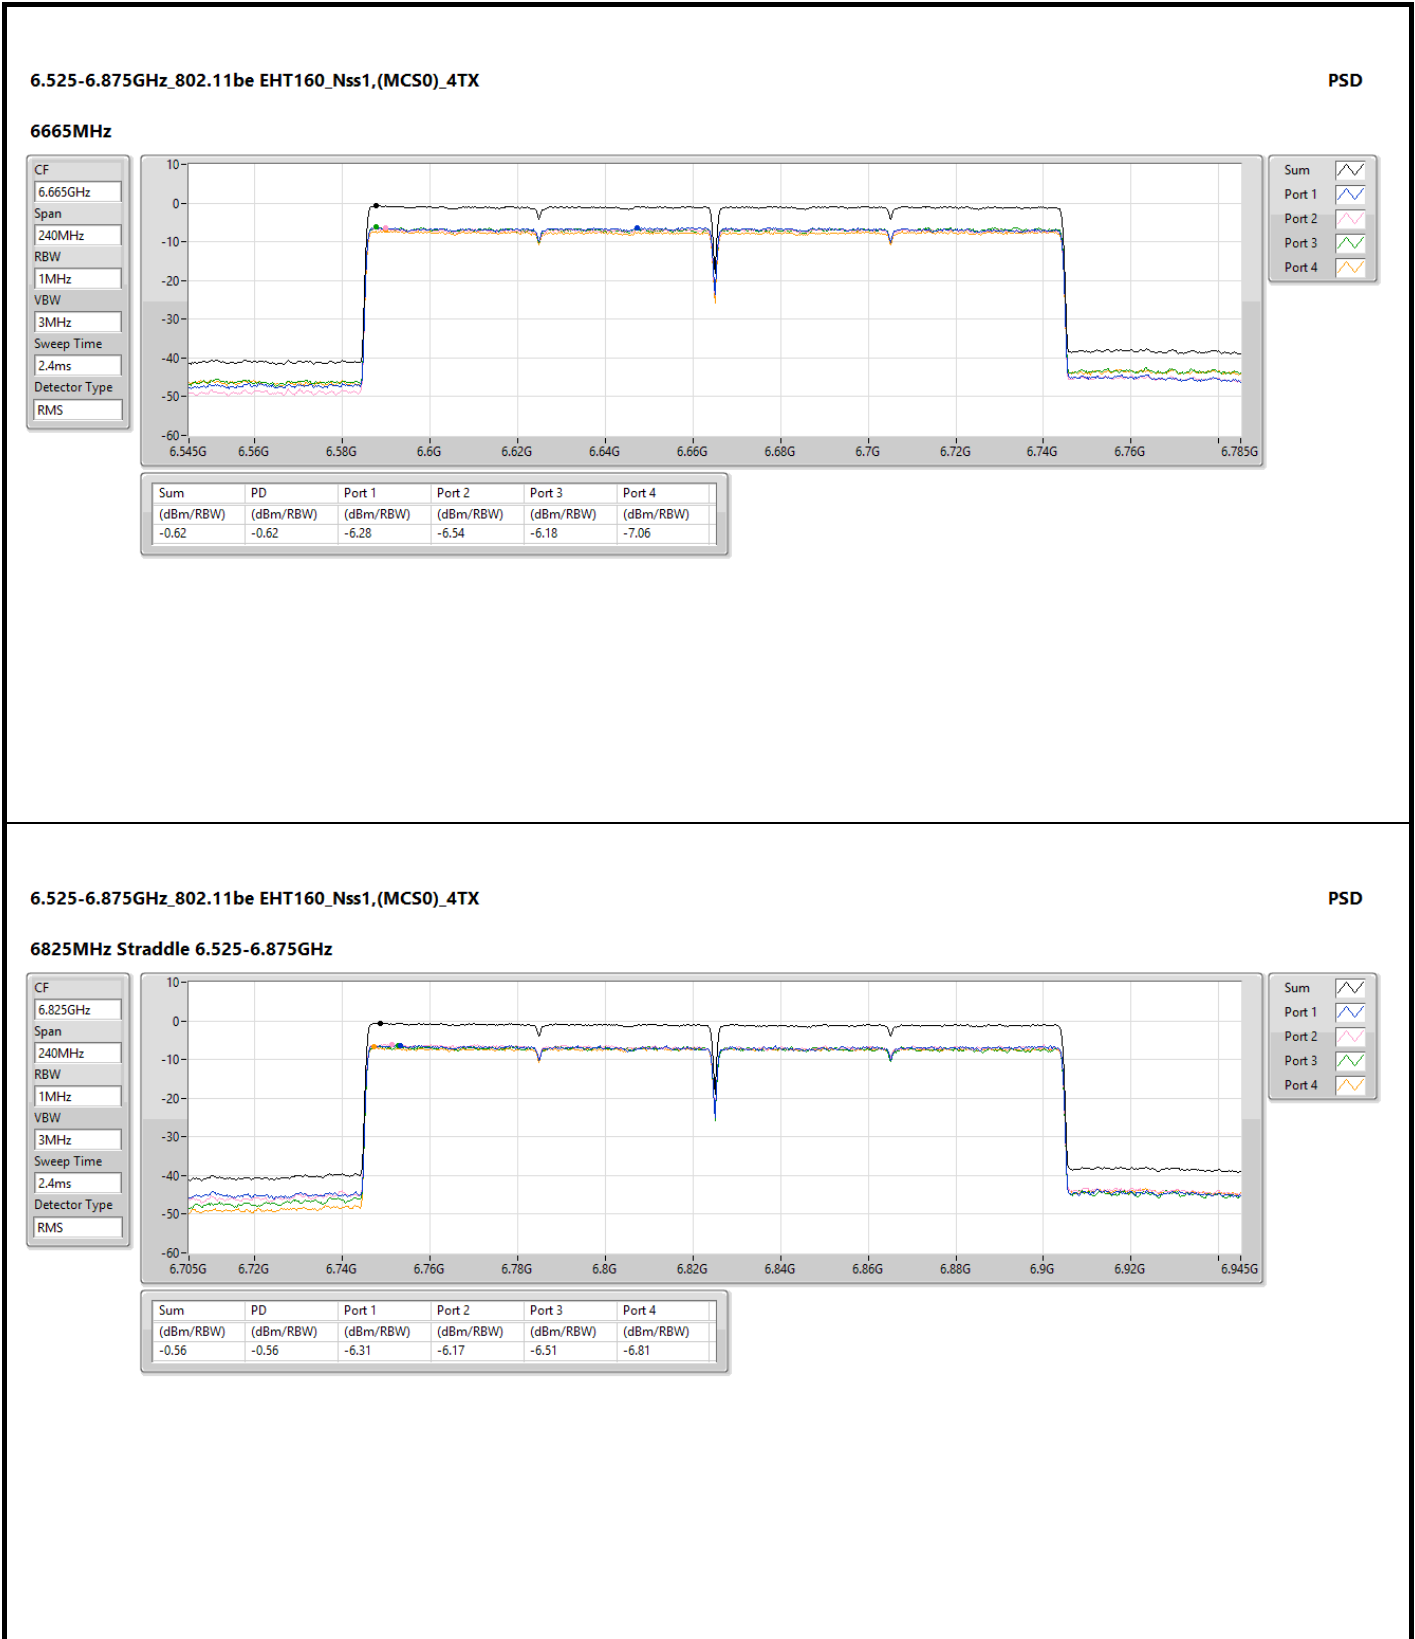 6.525-6.875GHz_802.11be EHT160_Nss1,(MCS0)_4TX PSD
6665MHz
CF
6.665GHz
Span
240MHz
RBW
1MHz
VBW
3MHz
Sweep Time
2.4ms
Detector Type
RMS
10
0
-10
-20
-30
-40
-50
-60
6.545G 6.56G 6.58G 6.6G 6.62G 6.64G 6.66G 6.68G 6.7G 6.72G 6.74G 6.76G 6.785G
Sum
Port 1
Port 2
Port 3
Port 4
Sum PD Port 1 Port 2 Port 3 Port 4
(dBm/RBW) (dBm/RBW) (dBm/RBW) (dBm/RBW) (dBm/RBW) (dBm/RBW)
-0.62 -0.62 -6.28 -6.54 -6.18 -7.06
6.525-6.875GHz_802.11be EHT160_Nss1,(MCS0)_4TX PSD
6825MHz Straddle 6.525-6.875GHz
CF
6.825GHz
Span
240MHz
RBW
1MHz
VBW
3MHz
Sweep Time
2.4ms
Detector Type
RMS
10
0
-10
-20
-30
-40
-50
-60
6.705G 6.72G 6.74G 6.76G 6.78G 6.8G 6.82G 6.84G 6.86G 6.88G 6.9G 6.92G 6.945G
Sum
Port 1
Port 2
Port 3
Port 4
Sum PD Port 1 Port 2 Port 3 Port 4
(dBm/RBW) (dBm/RBW) (dBm/RBW) (dBm/RBW) (dBm/RBW) (dBm/RBW)
-0.56 -0.56 -6.31 -6.17 -6.51 -6.81